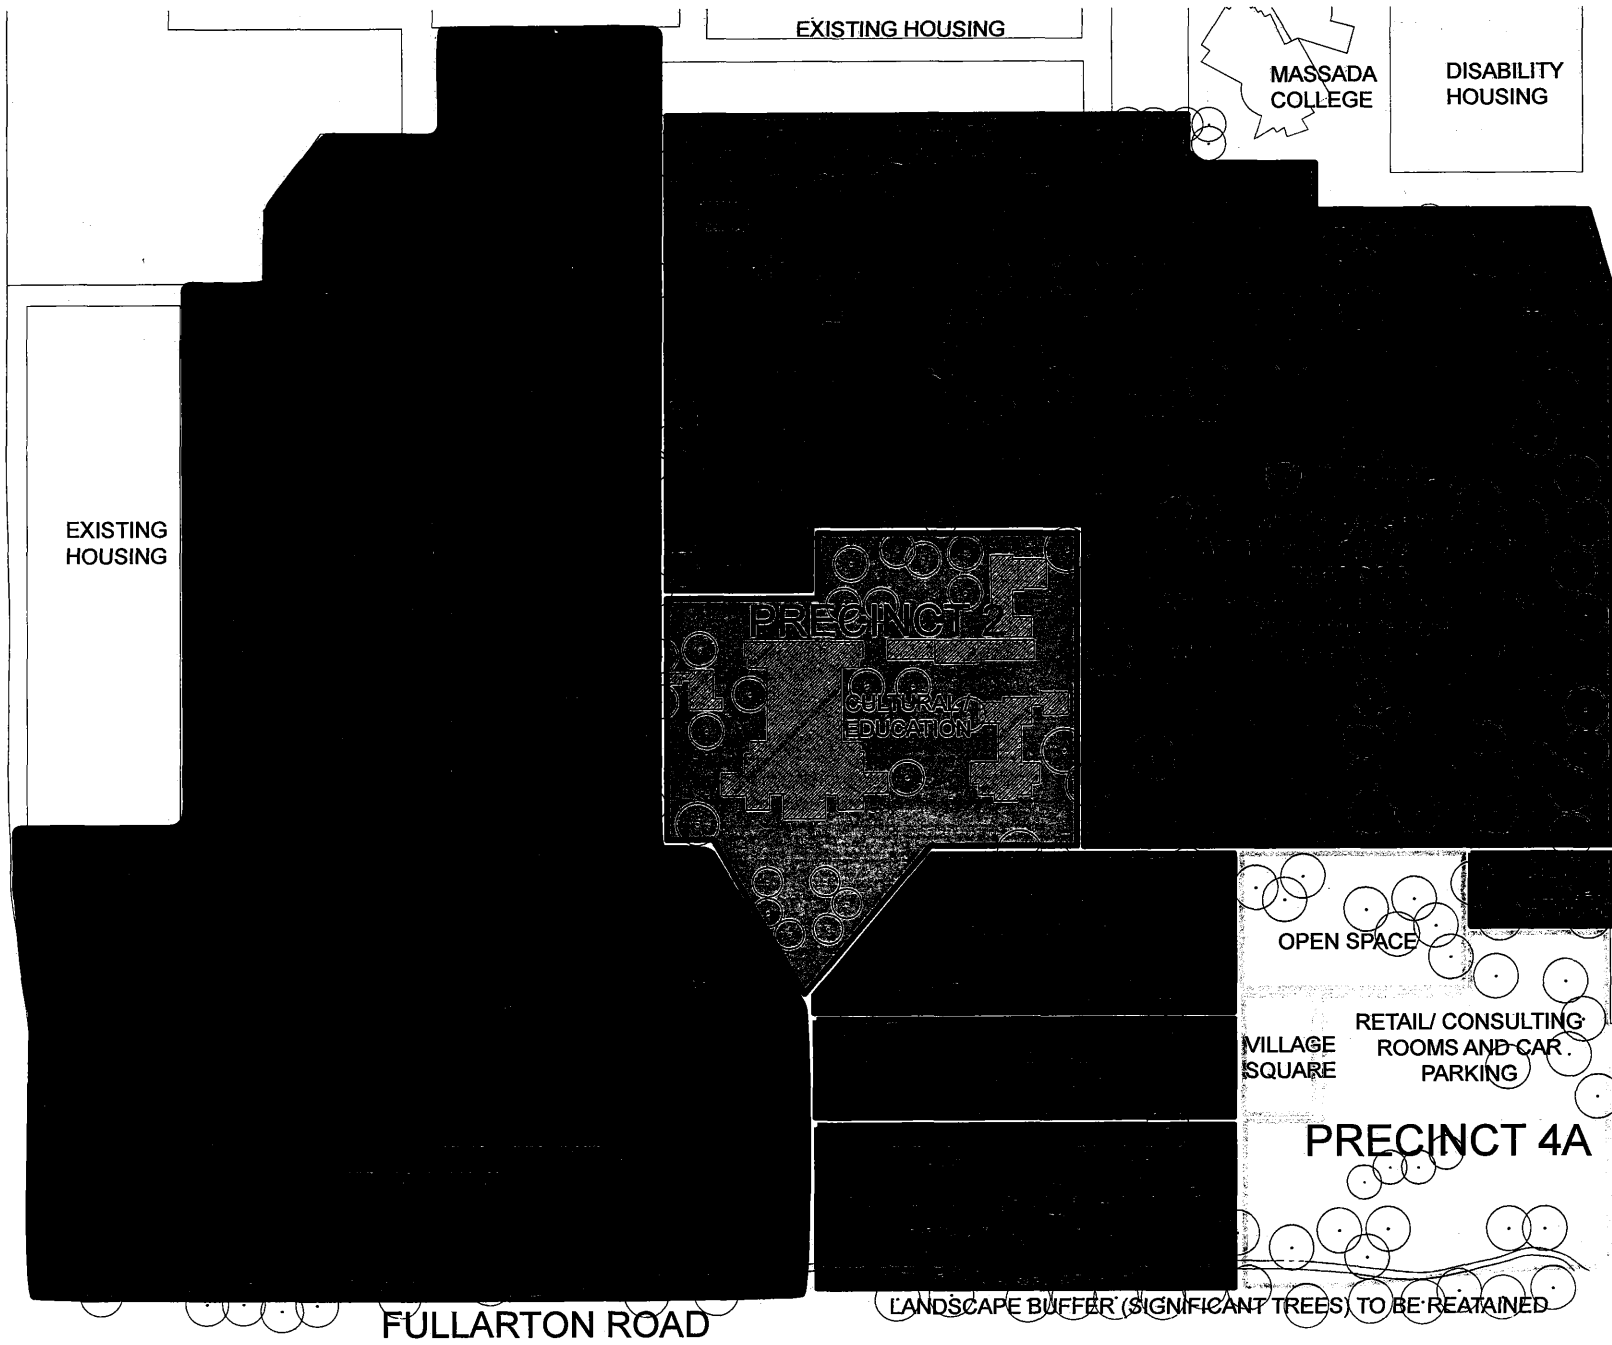 EXISTING HOUSING
MASSADA
COLLEGE
DISABILITY
HOUSING
EXISTING
HOUSING
PRECINCT 2
CULTURAL /
EDUCATION
OPEN SPACE
VILLAGE
SQUARE
RETAIL/ CONSULTING
ROOMS AND CAR
PARKING
PRECINCT 4A
LANDSCAPE BUFFER (SIGNIFICANT TREES) TO BE REATAINED
FULLARTON ROAD